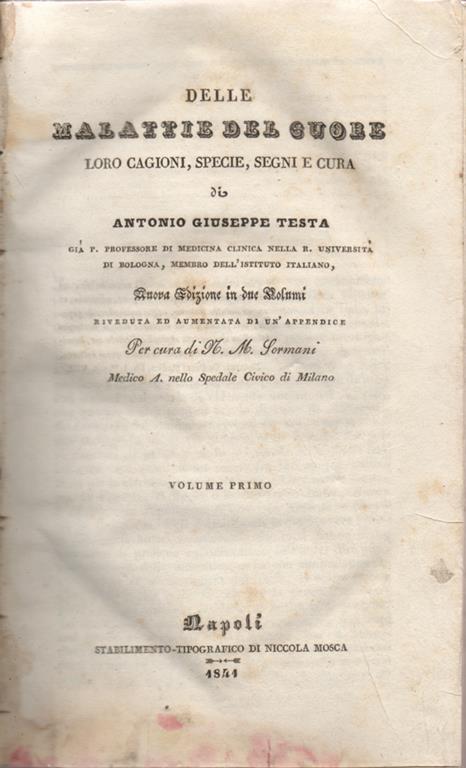 DELLE
MALATTIE DEL CUORE
LORO CAGIONI, SPECIE, SEGNI E CURA
di
ANTONIO GIUSEPPE TESTA
GIÀ P. PROFESSORE DI MEDICINA CLINICA NELLA R. UNIVERSITÀ
DI BOLOGNA, MEMBRO DELL'ISTITUTO ITALIANO,
Nuova Edizione in due Volumi
RIVEDUTA ED AUMENTATA DI UN'APPENDICE
Per cura di N. M. Sormani
Medico A. nello Spedale Civico di Milano
VOLUME PRIMO
Napoli
STABILIMENTO-TIPOGRAFICO DI NICCOLA MOSCA
1841